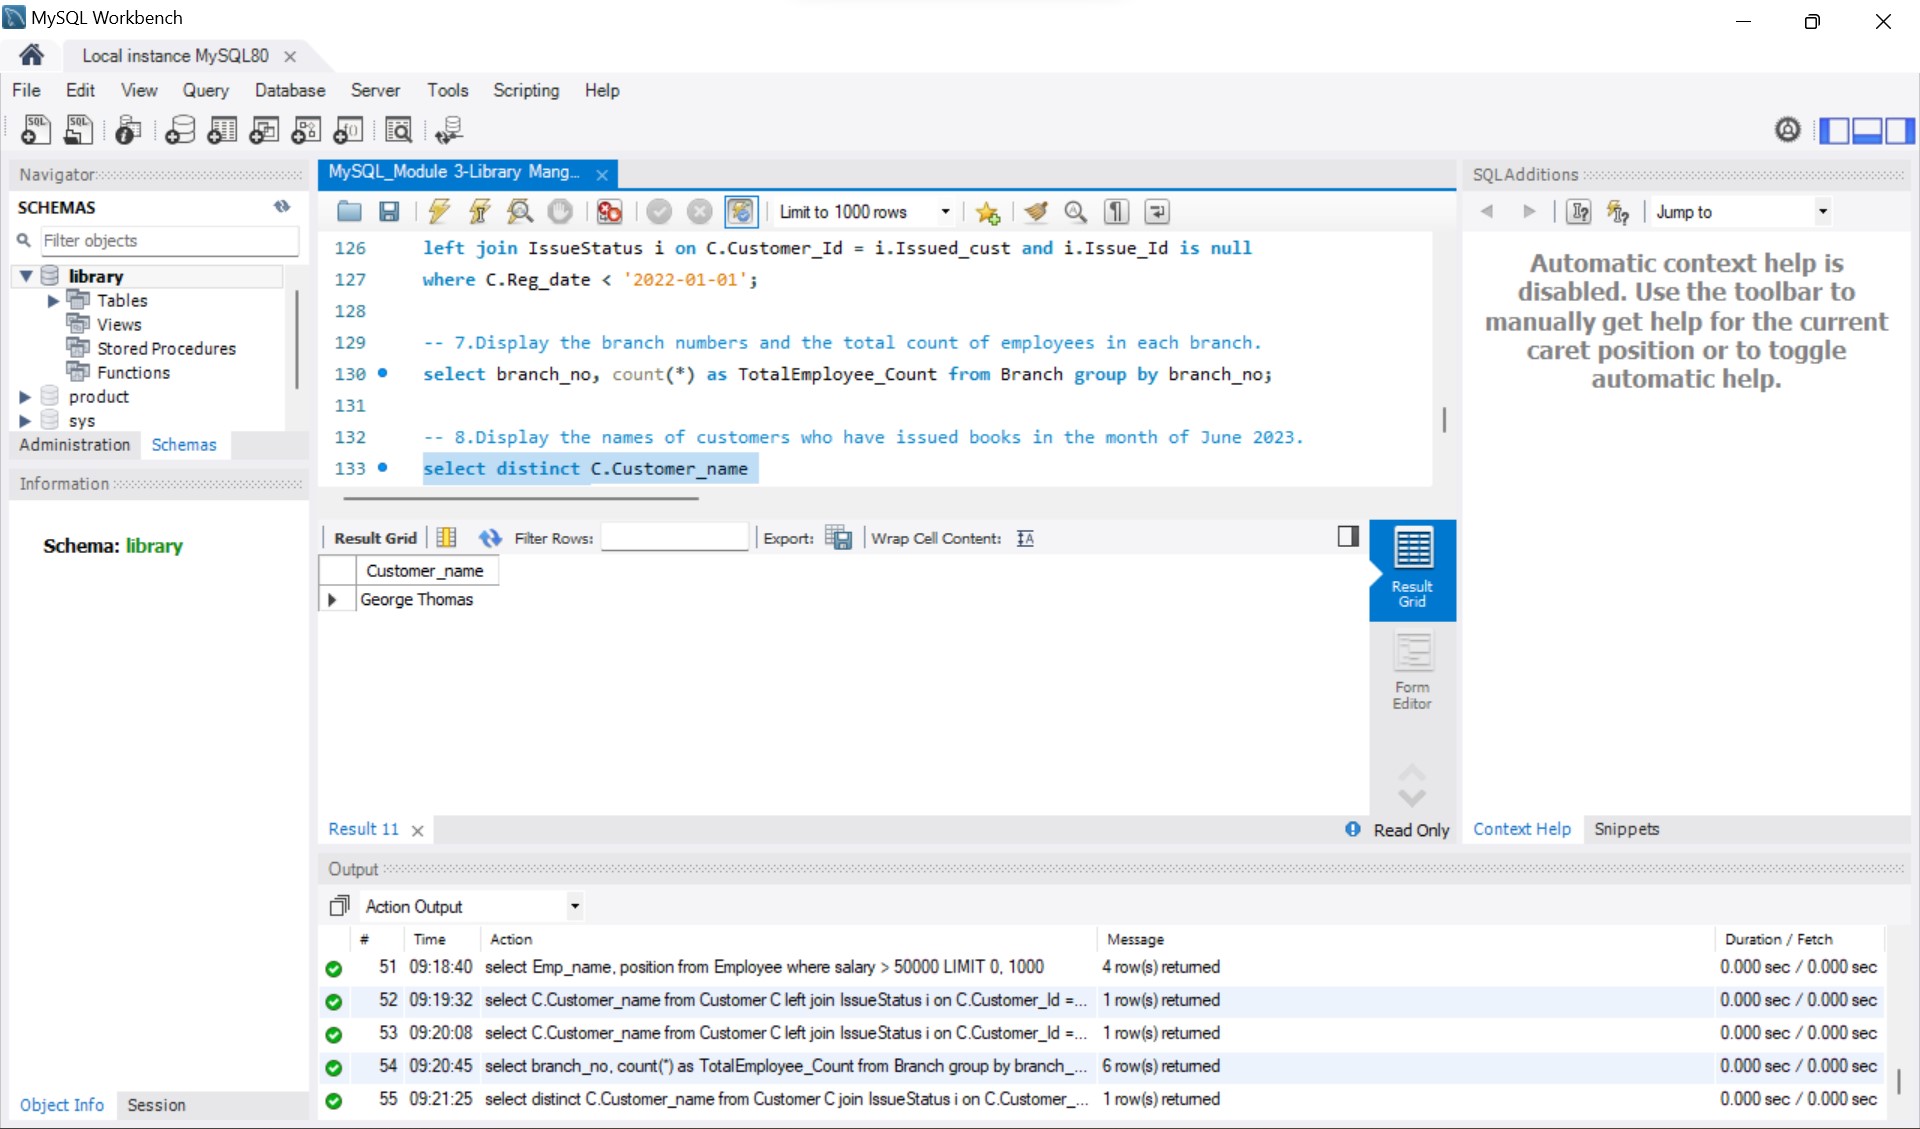 MySQL Workbench
Local instance MySQL80
File Edit View Query Database Server Tools Scripting Help
Navigator
SCHEMAS
Filter objects
library
Tables
Views
Stored Procedures
Functions
product
sys
Administration Schemas
Information
Schema: library
Object Info Session
MySQL_Module 3-Library Mang...
Limit to 1000 rows
126 left join IssueStatus i on C.Customer_Id = i.Issued_cust and i.Issue_Id is null
127 where C.Reg_date < '2022-01-01';
128
129 -- 7.Display the branch numbers and the total count of employees in each branch.
130 select branch_no, count(*) as TotalEmployee_Count from Branch group by branch_no;
131
132 -- 8.Display the names of customers who have issued books in the month of June 2023.
133 select distinct C.Customer_name
Result Grid Filter Rows: Export: Wrap Cell Content:
Customer_name
George Thomas
Result
Grid
Form
Editor
Result 11
Read Only
SQLAdditions
Jump to
Automatic context help is
disabled. Use the toolbar to
manually get help for the current
caret position or to toggle
automatic help.
Context Help Snippets
Output
Action Output
# Time Action Message Duration / Fetch
51 09:18:40 select Emp_name, position from Employee where salary > 50000 LIMIT 0, 1000 4 row(s) returned 0.000 sec / 0.000 sec
52 09:19:32 select C.Customer_name from Customer C left join IssueStatus i on C.Customer_Id =... 1 row(s) returned 0.000 sec / 0.000 sec
53 09:20:08 select C.Customer_name from Customer C left join IssueStatus i on C.Customer_Id =... 1 row(s) returned 0.000 sec / 0.000 sec
54 09:20:45 select branch_no, count(*) as TotalEmployee_Count from Branch group by branch_... 6 row(s) returned 0.000 sec / 0.000 sec
55 09:21:25 select distinct C.Customer_name from Customer C join IssueStatus i on C.Customer_... 1 row(s) returned 0.000 sec / 0.000 sec